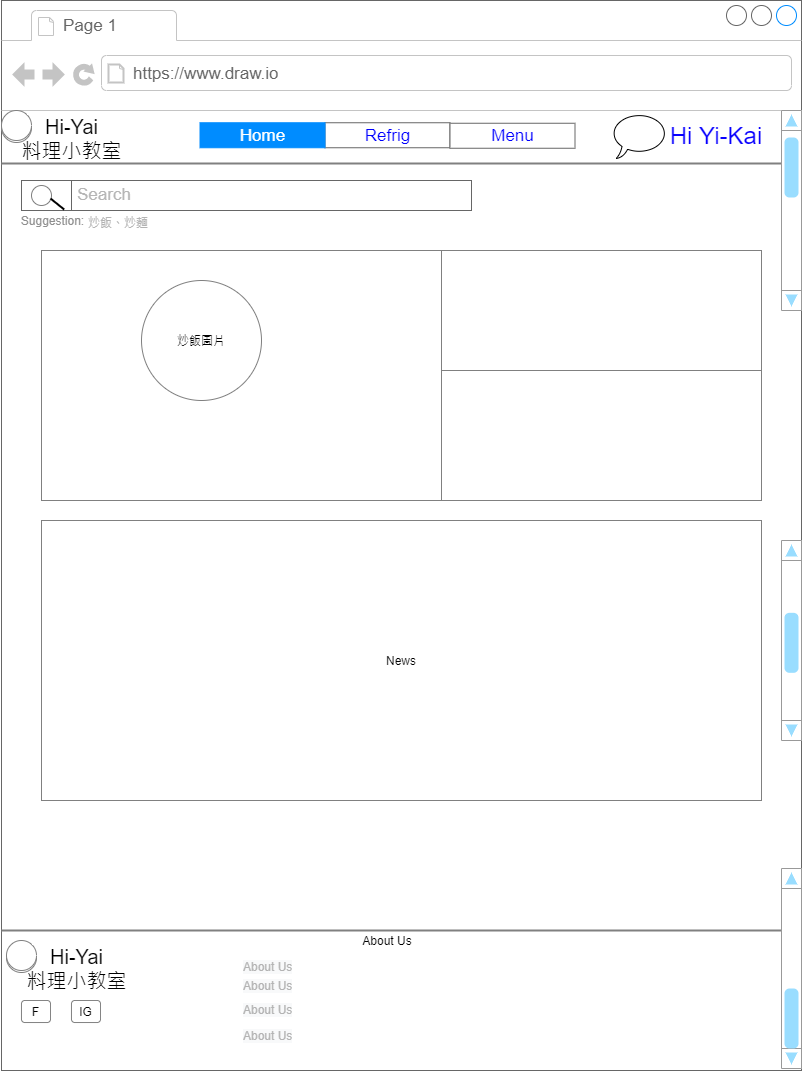 Page 1
https://www.draw.io
Hi-Yai
料理小教室
Home
Refrig
Menu
Hi Yi-Kai
Search
Suggestion: 炒飯、炒麵
炒飯圖片
News
About Us
Hi-Yai
料理小教室
F
IG
About Us
About Us
About Us
About Us